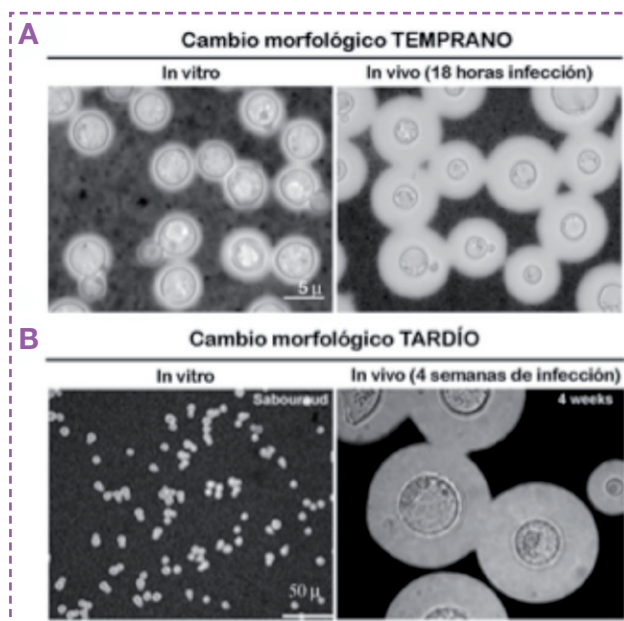 A
Cambio morfológico TEMPRANO
In vitro
In vivo (18 horas infección)
5 µ
B
Cambio morfológico TARDÍO
In vitro
In vivo (4 semanas de infección)
Sabouraud
4 weeks
50 µ